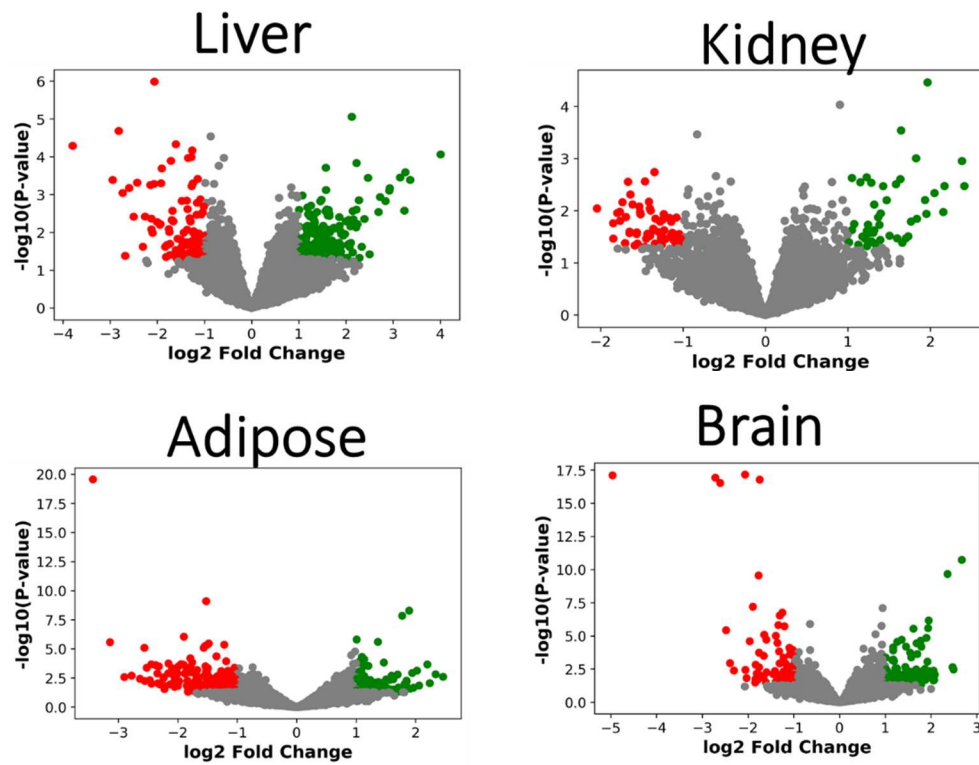 Liver
-log10(P-value)
6
5
4
3
2
1
0
−4 −3 −2 −1 0 1 2 3 4
log2 Fold Change
Kidney
-log10(P-value)
4
3
2
1
0
−2 −1 0 1 2
log2 Fold Change
Adipose
-log10(P-value)
20.0
17.5
15.0
12.5
10.0
7.5
5.0
2.5
0.0
−3 −2 −1 0 1 2
log2 Fold Change
Brain
-log10(P-value)
17.5
15.0
12.5
10.0
7.5
5.0
2.5
0.0
−5 −4 −3 −2 −1 0 1 2 3
log2 Fold Change